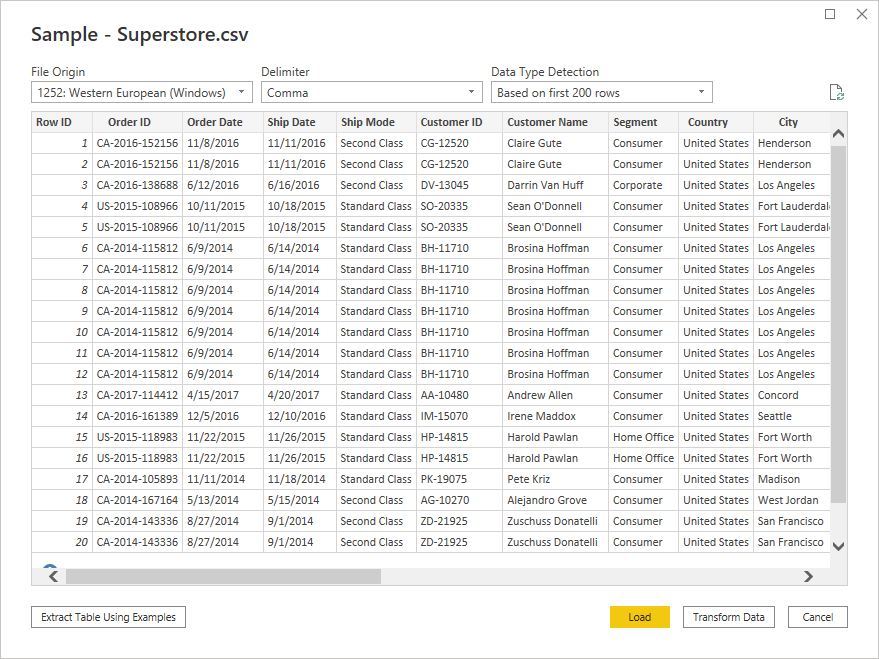 Sample - Superstore.csv
File Origin Delimiter Data Type Detection
1252: Western European (Windows) Comma Based on first 200 rows
Row ID Order ID Order Date Ship Date Ship Mode Customer ID Customer Name Segment Country City
1 CA-2016-152156 11/8/2016 11/11/2016 Second Class CG-12520 Claire Gute Consumer United States Henderson
2 CA-2016-152156 11/8/2016 11/11/2016 Second Class CG-12520 Claire Gute Consumer United States Henderson
3 CA-2016-138688 6/12/2016 6/16/2016 Second Class DV-13045 Darrin Van Huff Corporate United States Los Angeles
4 US-2015-108966 10/11/2015 10/18/2015 Standard Class SO-20335 Sean O'Donnell Consumer United States Fort Lauderdal
5 US-2015-108966 10/11/2015 10/18/2015 Standard Class SO-20335 Sean O'Donnell Consumer United States Fort Lauderdal
6 CA-2014-115812 6/9/2014 6/14/2014 Standard Class BH-11710 Brosina Hoffman Consumer United States Los Angeles
7 CA-2014-115812 6/9/2014 6/14/2014 Standard Class BH-11710 Brosina Hoffman Consumer United States Los Angeles
8 CA-2014-115812 6/9/2014 6/14/2014 Standard Class BH-11710 Brosina Hoffman Consumer United States Los Angeles
9 CA-2014-115812 6/9/2014 6/14/2014 Standard Class BH-11710 Brosina Hoffman Consumer United States Los Angeles
10 CA-2014-115812 6/9/2014 6/14/2014 Standard Class BH-11710 Brosina Hoffman Consumer United States Los Angeles
11 CA-2014-115812 6/9/2014 6/14/2014 Standard Class BH-11710 Brosina Hoffman Consumer United States Los Angeles
12 CA-2014-115812 6/9/2014 6/14/2014 Standard Class BH-11710 Brosina Hoffman Consumer United States Los Angeles
13 CA-2017-114412 4/15/2017 4/20/2017 Standard Class AA-10480 Andrew Allen Consumer United States Concord
14 CA-2016-161389 12/5/2016 12/10/2016 Standard Class IM-15070 Irene Maddox Consumer United States Seattle
15 US-2015-118983 11/22/2015 11/26/2015 Standard Class HP-14815 Harold Pawlan Home Office United States Fort Worth
16 US-2015-118983 11/22/2015 11/26/2015 Standard Class HP-14815 Harold Pawlan Home Office United States Fort Worth
17 CA-2014-105893 11/11/2014 11/18/2014 Standard Class PK-19075 Pete Kriz Consumer United States Madison
18 CA-2014-167164 5/13/2014 5/15/2014 Second Class AG-10270 Alejandro Grove Consumer United States West Jordan
19 CA-2014-143336 8/27/2014 9/1/2014 Second Class ZD-21925 Zuschuss Donatelli Consumer United States San Francisco
20 CA-2014-143336 8/27/2014 9/1/2014 Second Class ZD-21925 Zuschuss Donatelli Consumer United States San Francisco
Extract Table Using Examples Load Transform Data Cancel